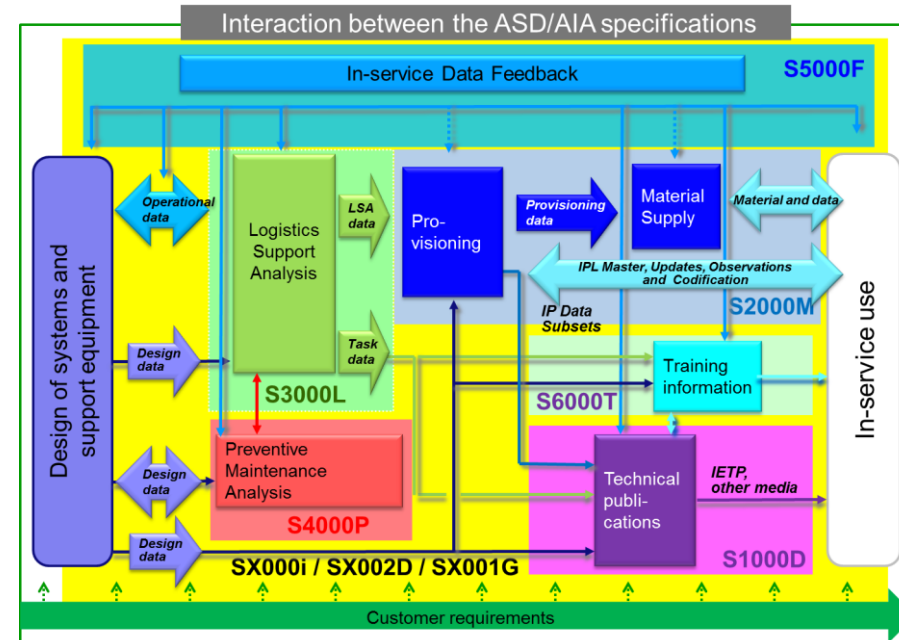 Interaction between the ASD/AIA specifications
In-service Data Feedback
S5000F
Design of systems and
support equipment
Operational
data
Logistics
Support
Analysis
LSA
data
Task
data
S3000L
Pro-
visioning
Provisioning
data
Material
Supply
Material and data
IPL Master, Updates, Observations
and Codification
S2000M
IP Data
Subsets
Design
data
Training
information
S6000T
Preventive
Maintenance
Analysis
S4000P
Design
data
Technical
publi-
cations
IETP,
other media
S1000D
Design
data
SX000i / SX002D / SX001G
In-service use
Customer requirements